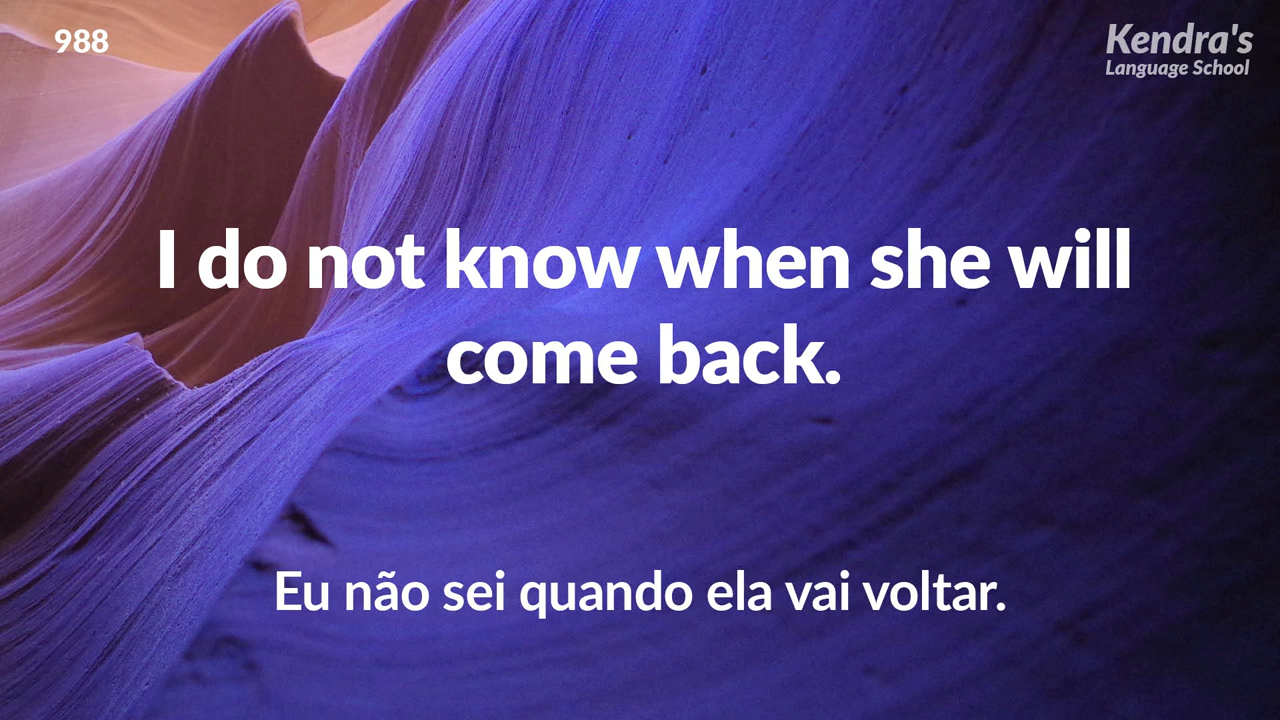 988
Kendra's
Language School
I do not know when she will
come back.
Eu não sei quando ela vai voltar.